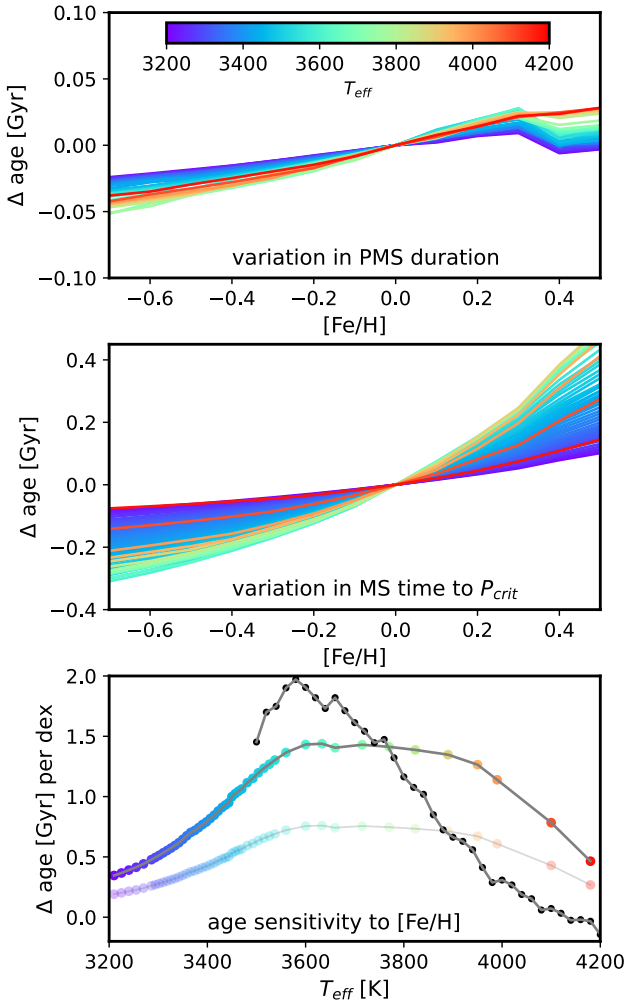 0.10
3200 3400 3600 3800 4000 4200
T_eff
0.05
0.00
−0.05
−0.10
Δ age [Gyr]
variation in PMS duration
−0.6 −0.4 −0.2 0.0 0.2 0.4
[Fe/H]
0.4
0.2
0.0
−0.2
−0.4
Δ age [Gyr]
variation in MS time to P_crit
−0.6 −0.4 −0.2 0.0 0.2 0.4
[Fe/H]
2.0
1.5
1.0
0.5
0.0
Δ age [Gyr] per dex
age sensitivity to [Fe/H]
3200 3400 3600 3800 4000 4200
T_eff [K]